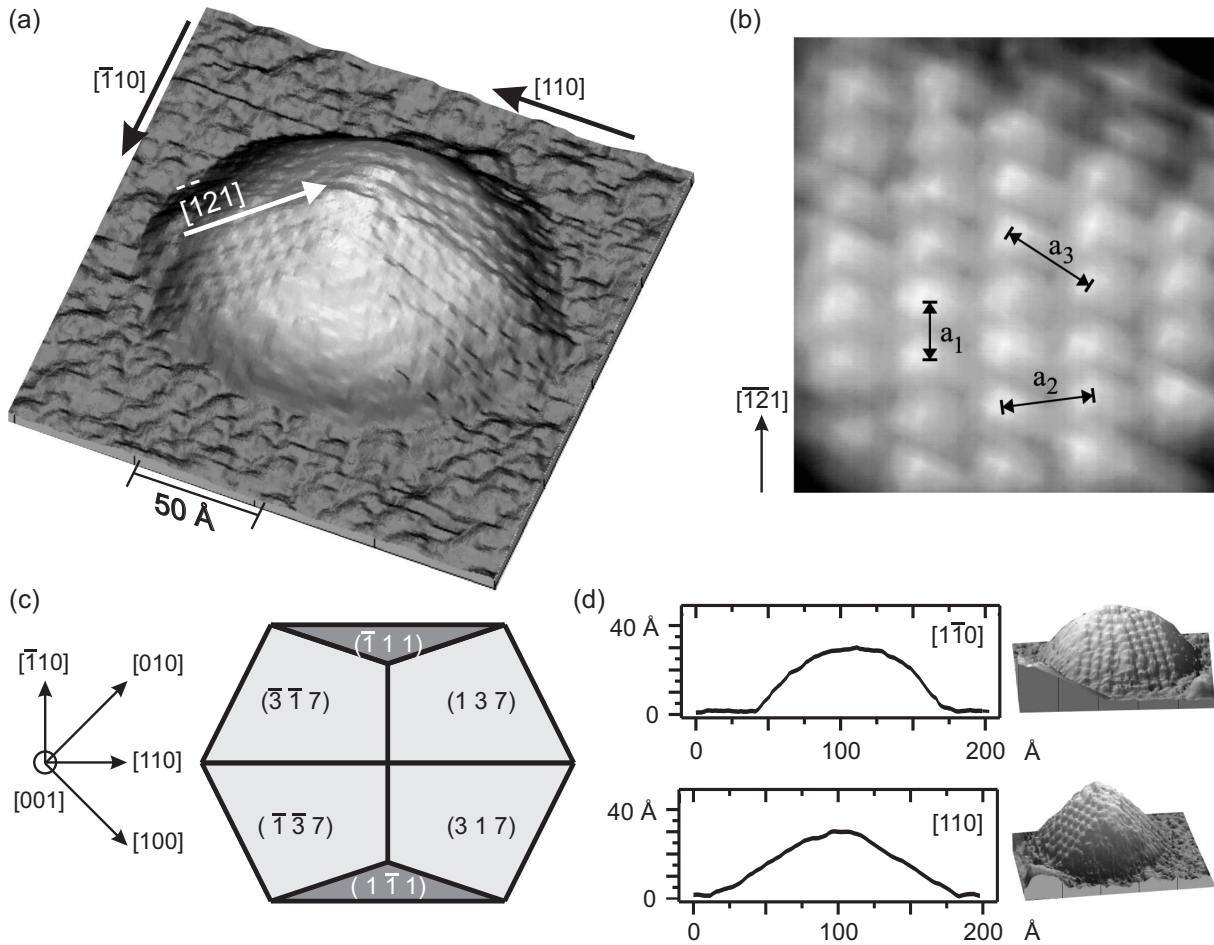 (a)
[1̅10]
[110]
[1̅2̅1]
50 Å
(b)
a₃
a₁
a₂
[1̅2̅1]
(c)
[1̅10]
[010]
[110]
[001]
[100]
(1̅ 1 1)
(3̅ 1̅ 7)
(1 3 7)
(1̅ 3̅ 7)
(3 1 7)
(1 1̅ 1)
(d)
40 Å
[11̅0]
0
0 100 200 Å
40 Å
[110]
0
0 100 200 Å